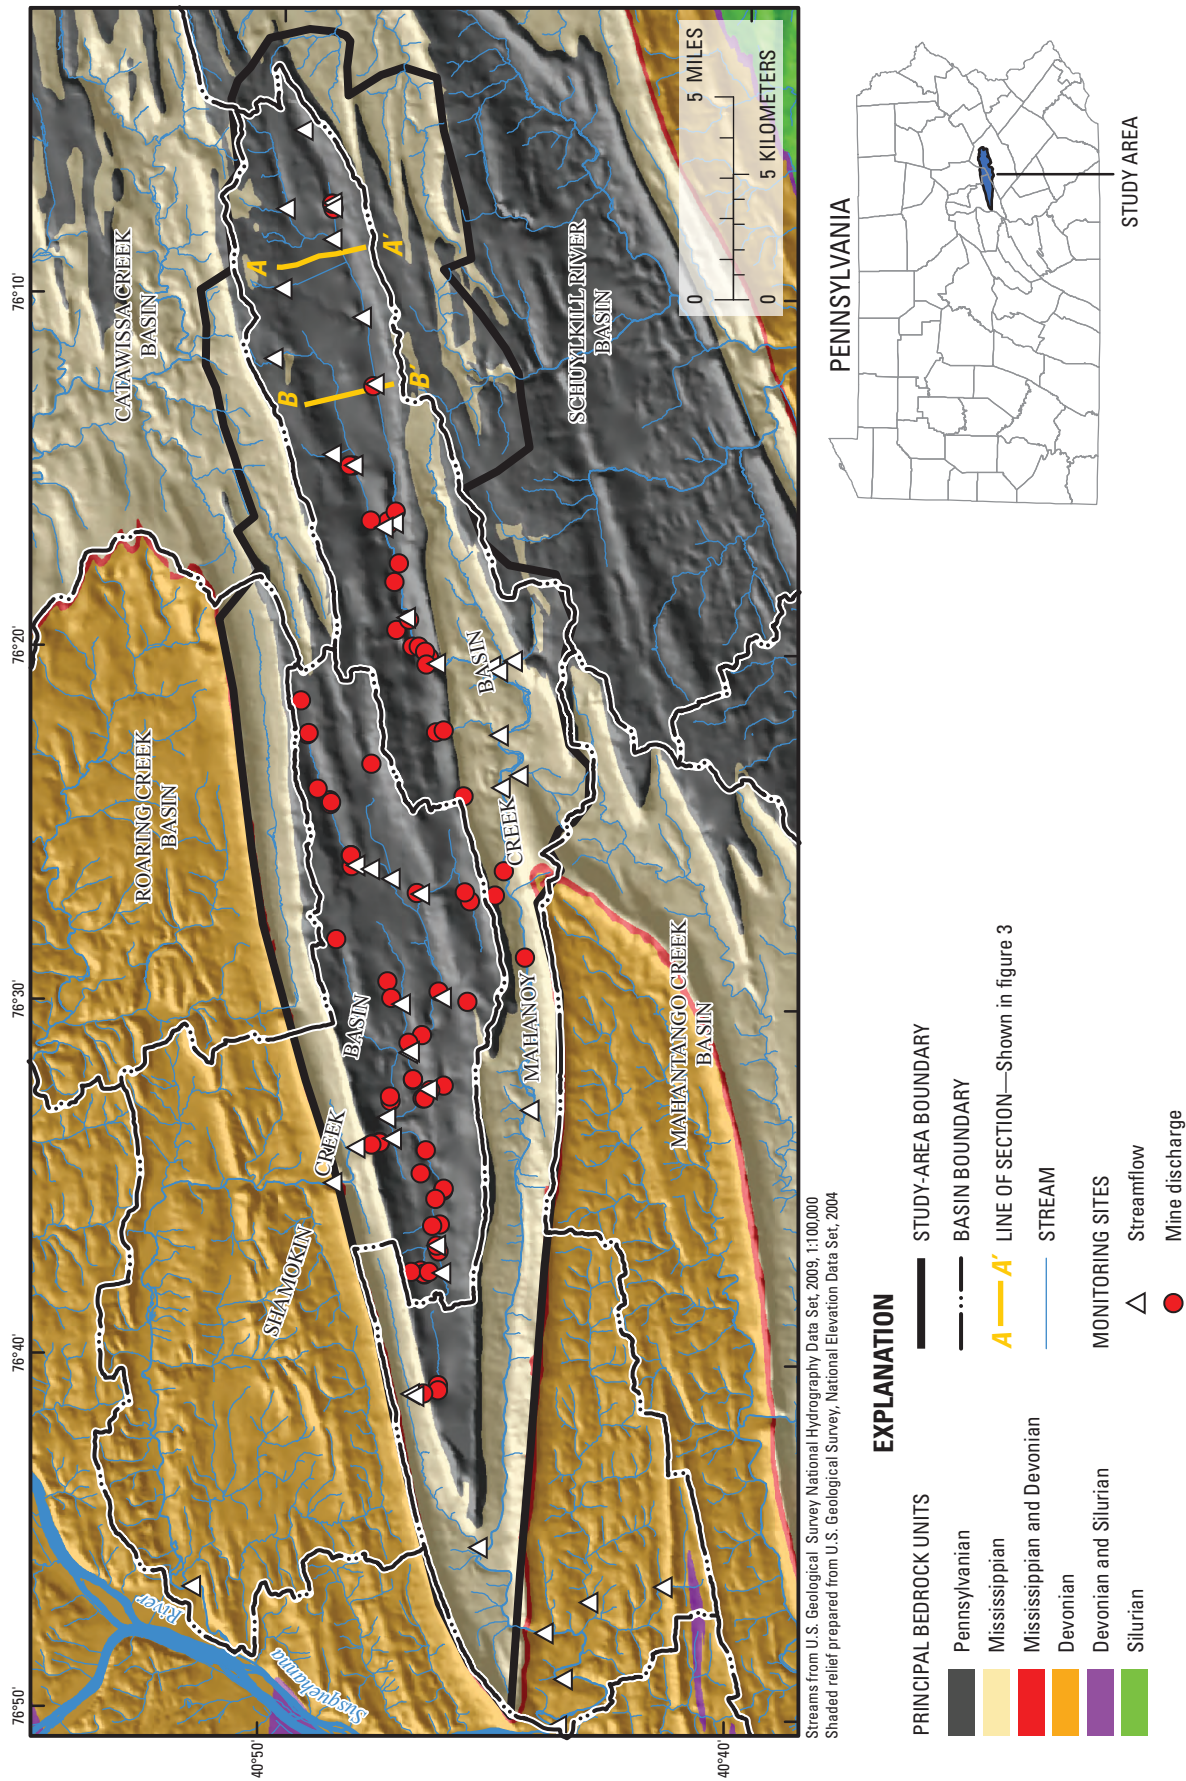 76°50'
76°40'
76°30'
76°20'
76°10'
40°50'
40°40'
Susquehanna
River
SHAMOKIN
CREEK
BASIN
ROARING CREEK
BASIN
CATAWISSA CREEK
BASIN
MAHANOY
CREEK
BASIN
MAHANTANGO CREEK
BASIN
SCHUYLKILL RIVER
BASIN
A
A'
B
B'
0
5 MILES
0
5 KILOMETERS
Streams from U.S. Geological Survey National Hydrography Data Set, 2009, 1:100,000
Shaded relief prepared from U.S. Geological Survey, National Elevation Data Set, 2004
EXPLANATION
PRINCIPAL BEDROCK UNITS
Pennsylvanian
Mississippian
Mississippian and Devonian
Devonian
Devonian and Silurian
Silurian
STUDY-AREA BOUNDARY
BASIN BOUNDARY
A A' LINE OF SECTION—Shown in figure 3
STREAM
MONITORING SITES
Streamflow
Mine discharge
PENNSYLVANIA
STUDY AREA